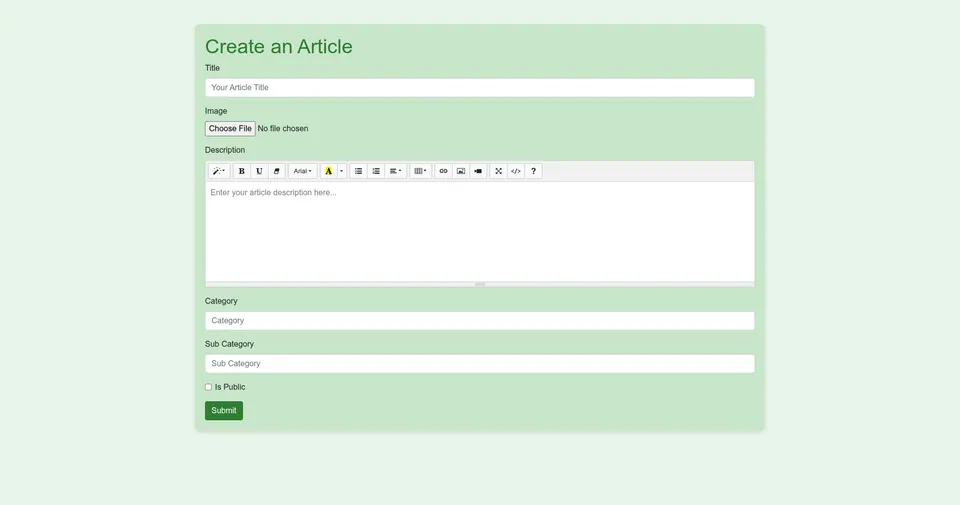 Create an Article
Title
Your Article Title
Image
Choose File No file chosen
Description
B U Arial A </> ?
Enter your article description here...
Category
Category
Sub Category
Sub Category
Is Public
Submit